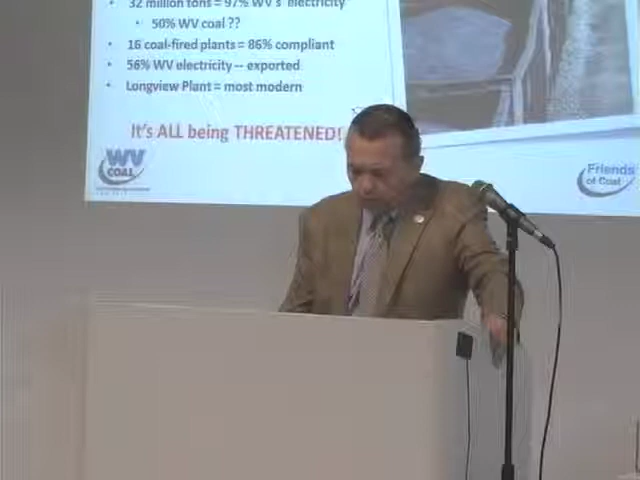 • 32 million tons = 97% WV's electricity
• 50% WV coal ??
• 16 coal-fired plants = 86% compliant
• 56% WV electricity -- exported
• Longview Plant = most modern
It's ALL being THREATENED!
WV
COAL
Friends
of Coal